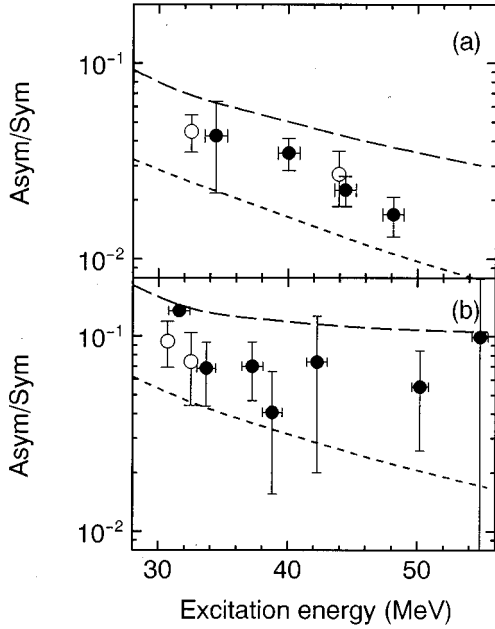 (a)
10⁻¹
Asym/Sym
10⁻²
(b)
10⁻¹
Asym/Sym
10⁻²
30 40 50
Excitation energy (MeV)